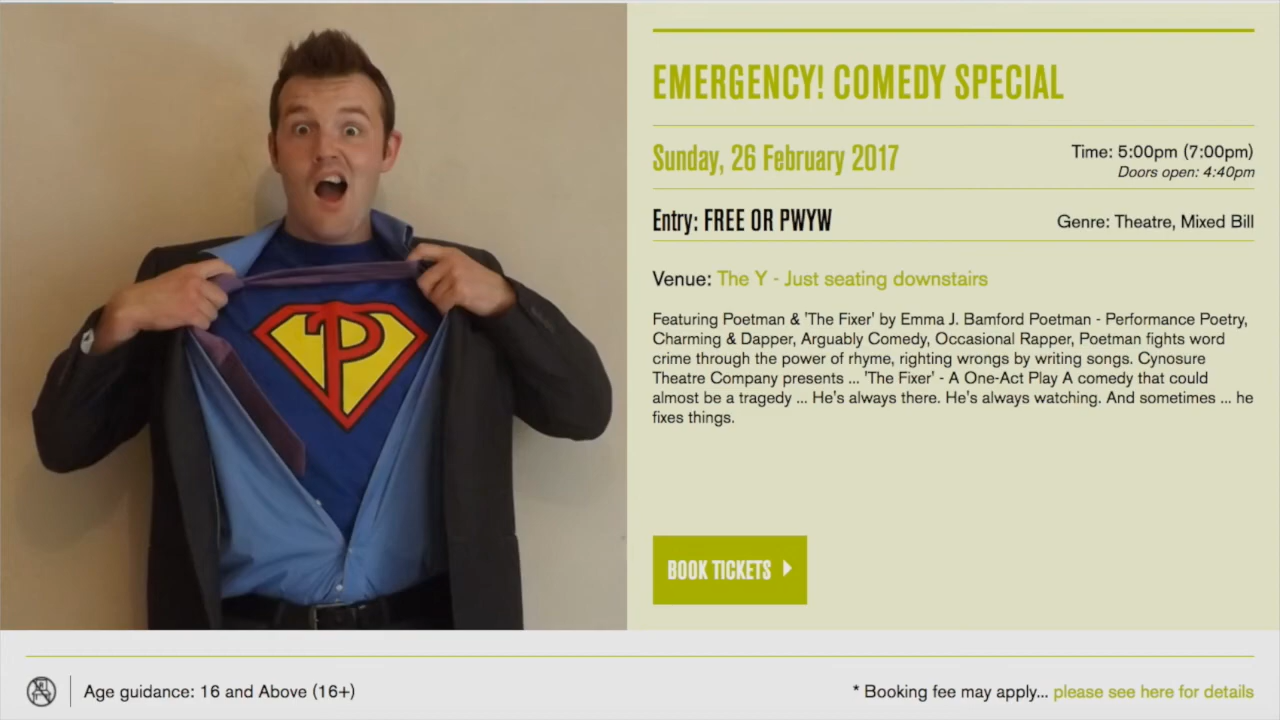 P
EMERGENCY! COMEDY SPECIAL
Sunday, 26 February 2017
Time: 5:00pm (7:00pm)
Doors open: 4:40pm
Entry: FREE OR PWYW
Genre: Theatre, Mixed Bill
Venue: The Y - Just seating downstairs
Featuring Poetman & 'The Fixer' by Emma J. Bamford Poetman - Performance Poetry,
Charming & Dapper, Arguably Comedy, Occasional Rapper, Poetman fights word
crime through the power of rhyme, righting wrongs by writing songs. Cynosure
Theatre Company presents ... 'The Fixer' - A One-Act Play A comedy that could
almost be a tragedy ... He's always there. He's always watching. And sometimes ... he
fixes things.
BOOK TICKETS
Age guidance: 16 and Above (16+)
* Booking fee may apply... please see here for details